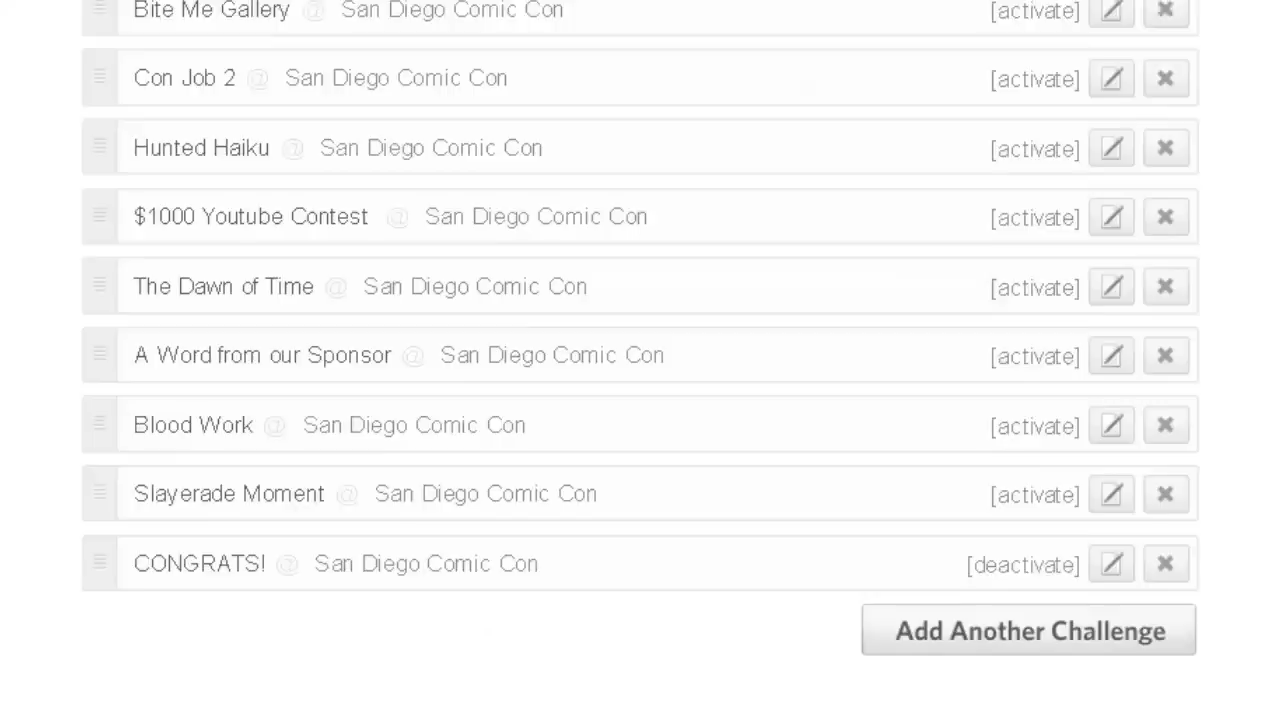 Bite Me Gallery @ San Diego Comic Con [activate]
Con Job 2 @ San Diego Comic Con [activate]
Hunted Haiku @ San Diego Comic Con [activate]
$1000 Youtube Contest @ San Diego Comic Con [activate]
The Dawn of Time @ San Diego Comic Con [activate]
A Word from our Sponsor @ San Diego Comic Con [activate]
Blood Work @ San Diego Comic Con [activate]
Slayerade Moment @ San Diego Comic Con [activate]
CONGRATS! @ San Diego Comic Con [deactivate]
Add Another Challenge